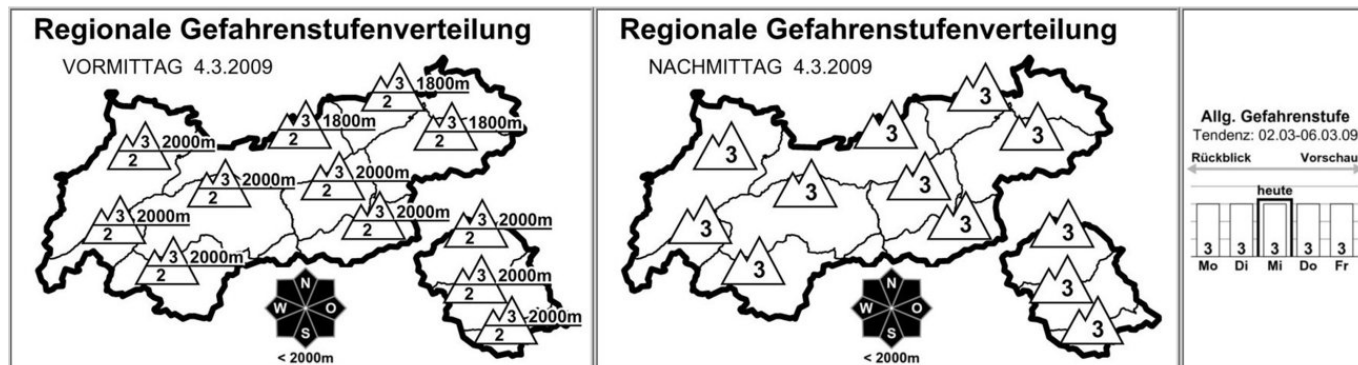 Regionale Gefahrenstufenverteilung
VORMITTAG 4.3.2009
3 1800m
2
3 1800m
2
3 1800m
2
3 2000m
2
3 2000m
2
3 2000m
2
3 2000m
2
3 2000m
2
3 2000m
2
3 2000m
2
3 2000m
2
3 2000m
2
N
W O
S
< 2000m
Regionale Gefahrenstufenverteilung
NACHMITTAG 4.3.2009
3
3
3
3
3
3
3
3
3
3
3
3
N
W O
S
< 2000m
Allg. Gefahrenstufe
Tendenz: 02.03-06.03.09
Rückblick Vorschau
heute
3 3 3 3 3
Mo Di Mi Do Fr